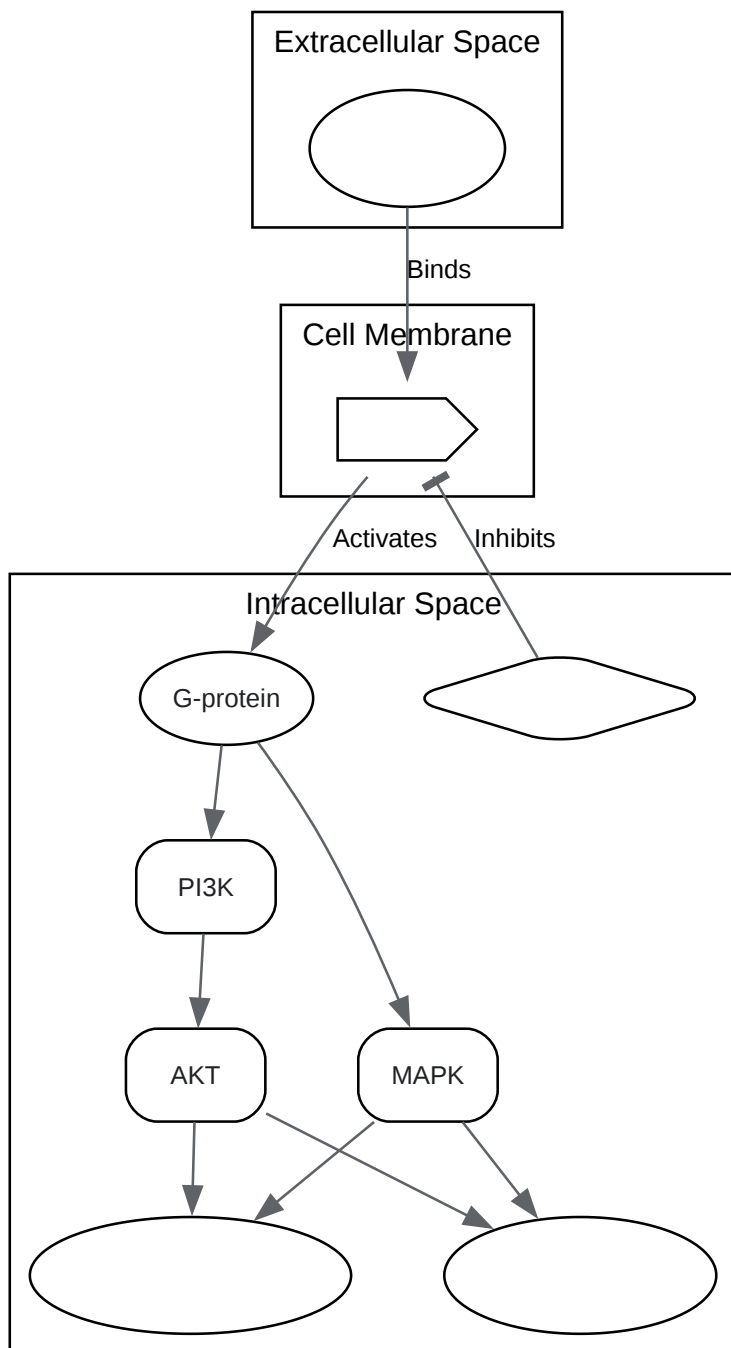 Extracellular Space
Binds
Cell Membrane
Activates
Inhibits
Intracellular Space
G-protein
PI3K
AKT
MAPK